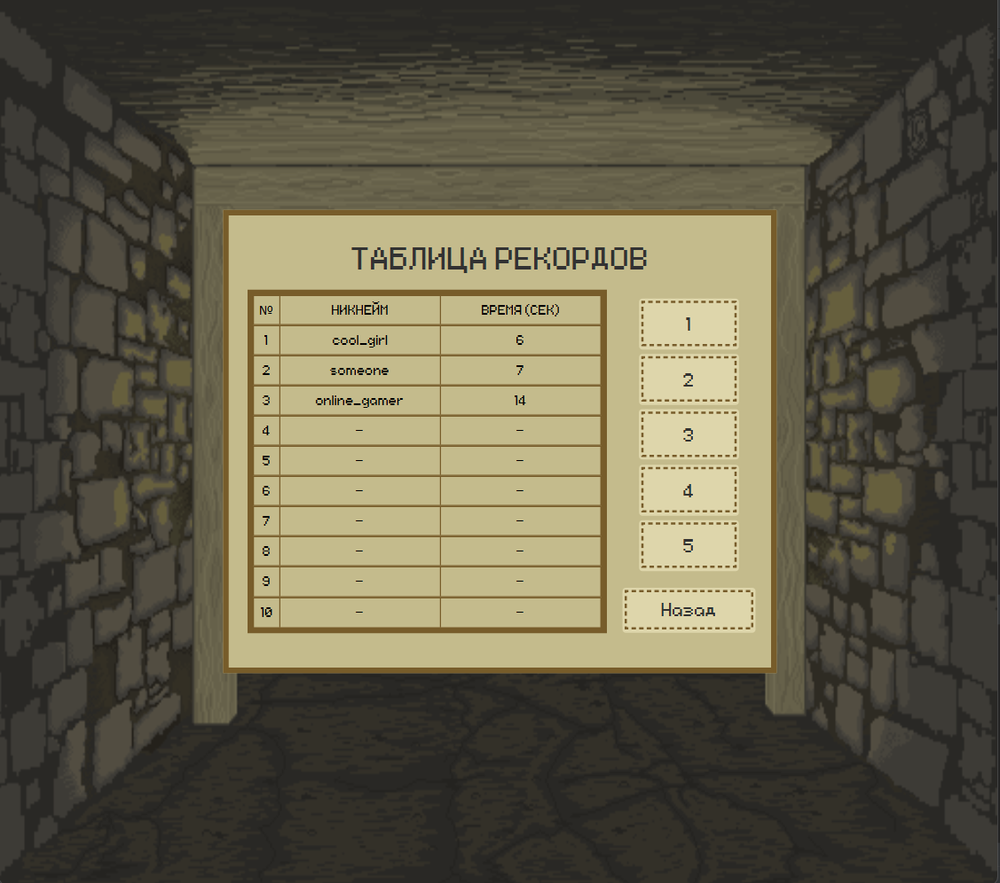 ТАБЛИЦА РЕКОРДОВ
№ НИКНЕЙМ ВРЕМЯ (СЕК)
1 cool_girl 6
2 someone 7
3 online_gamer 14
4 – –
5 – –
6 – –
7 – –
8 – –
9 – –
10 – –
1
2
3
4
5
Назад